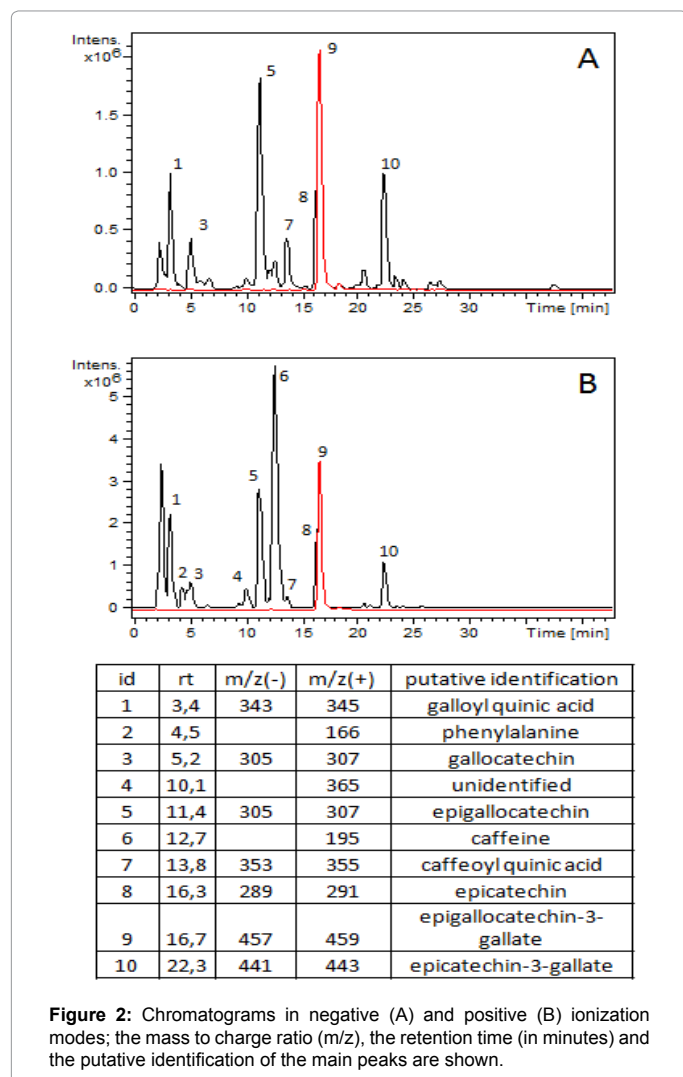 Intens.
x10⁶
A
9
5
1
10
8
3
7
1.5
1.0
0.5
0.0
0 5 10 15 20 25 30 35 Time [min]
Intens.
x10⁶
B
6
5
9
1
8
10
2 3 4 7
5
4
3
2
1
0
0 5 10 15 20 25 30 35 Time [min]
id rt m/z(-) m/z(+) putative identification
1 3,4 343 345 galloyl quinic acid
2 4,5 166 phenylalanine
3 5,2 305 307 gallocatechin
4 10,1 365 unidentified
5 11,4 305 307 epigallocatechin
6 12,7 195 caffeine
7 13,8 353 355 caffeoyl quinic acid
8 16,3 289 291 epicatechin
epigallocatechin-3-
9 16,7 457 459 gallate
10 22,3 441 443 epicatechin-3-gallate
Figure 2: Chromatograms in negative (A) and positive (B) ionization
modes; the mass to charge ratio (m/z), the retention time (in minutes) and
the putative identification of the main peaks are shown.